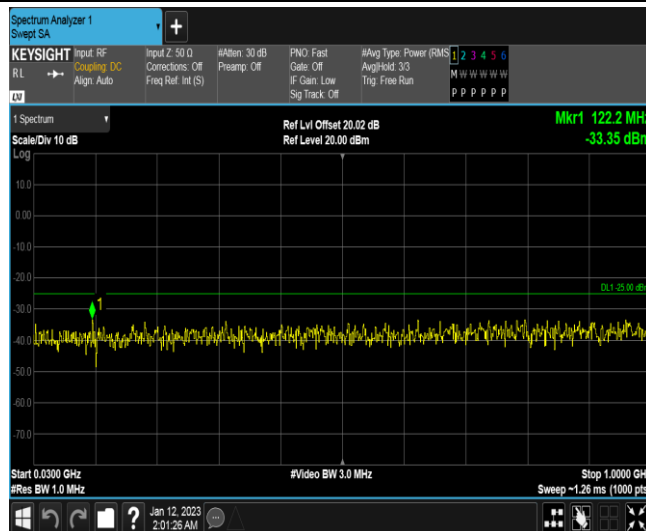 Spectrum Analyzer 1
Swept SA
+
KEYSIGHT
RL
LXI
Input: RF
Coupling: DC
Align: Auto
Input Z: 50 Ω
Corrections: Off
Freq Ref: Int (S)
#Atten: 30 dB
Preamp: Off
PNO: Fast
Gate: Off
IF Gain: Low
Sig Track: Off
#Avg Type: Power (RMS
Avg|Hold: 3/3
Trig: Free Run
1 2 3 4 5 6
M W W W W W
P P P P P P
1 Spectrum
Scale/Div 10 dB
Ref Lvl Offset 20.02 dB
Ref Level 20.00 dBm
Mkr1 122.2 MHz
-33.35 dBm
Log
10.0
0.00
-10.0
-20.0
-30.0
-40.0
-50.0
-60.0
-70.0
DL1 -25.00 dBm
1
Start 0.0300 GHz
#Res BW 1.0 MHz
#Video BW 3.0 MHz
Stop 1.0000 GHz
Sweep ~1.26 ms (1000 pts
?
Jan 12, 2023
2:01:26 AM